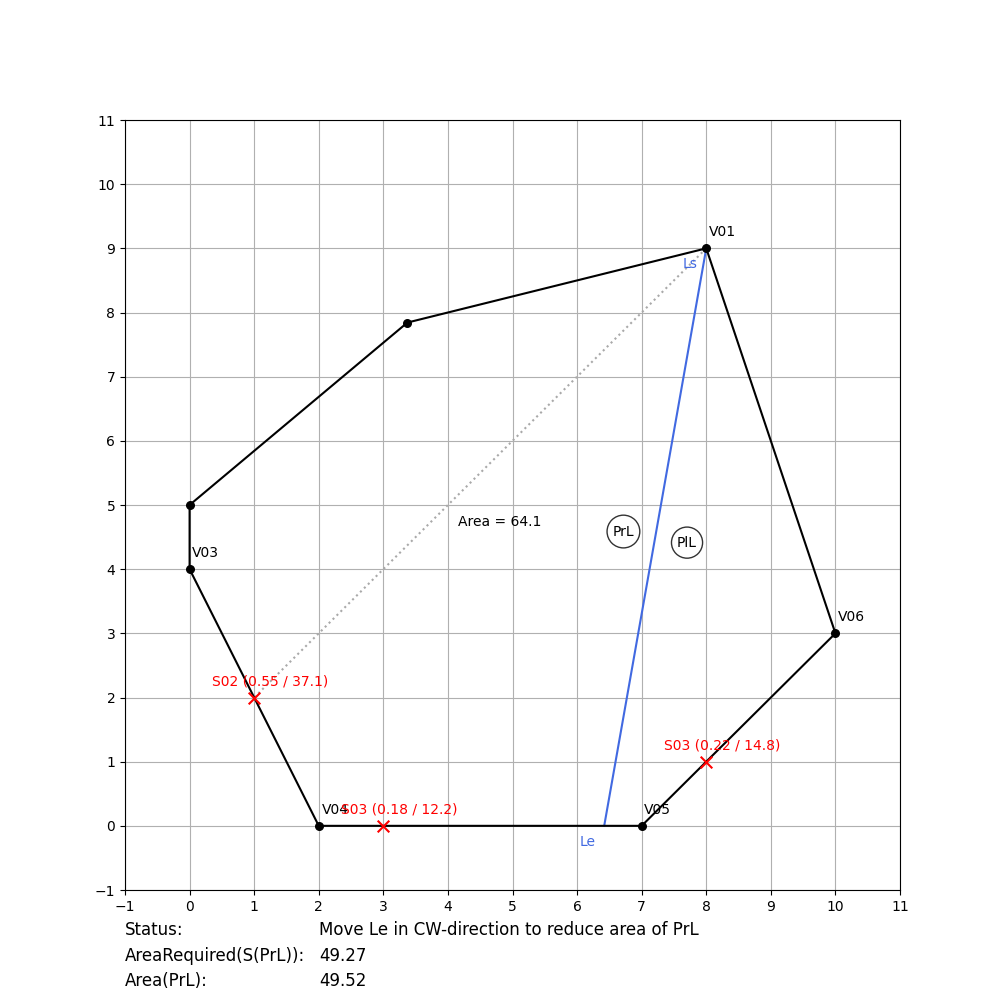 11
10
9
8
7
6
5
4
3
2
1
0
−1
V01
Ls
Area = 64.1
PrL
PlL
V03
V06
S02 (0.55 / 37.1)
S03 (0.22 / 14.8)
V04
S03 (0.18 / 12.2)
V05
Le
−1 0 1 2 3 4 5 6 7 8 9 10 11
Status: Move Le in CW-direction to reduce area of PrL
AreaRequired(S(PrL)): 49.27
Area(PrL): 49.52